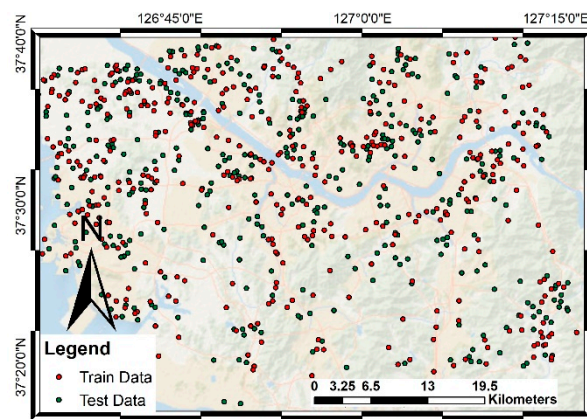 126°45'0"E 127°0'0"E 127°15'0"E
37°40'0"N
37°30'0"N
37°20'0"N
N
Legend
Train Data
Test Data
0 3.25 6.5 13 19.5
Kilometers